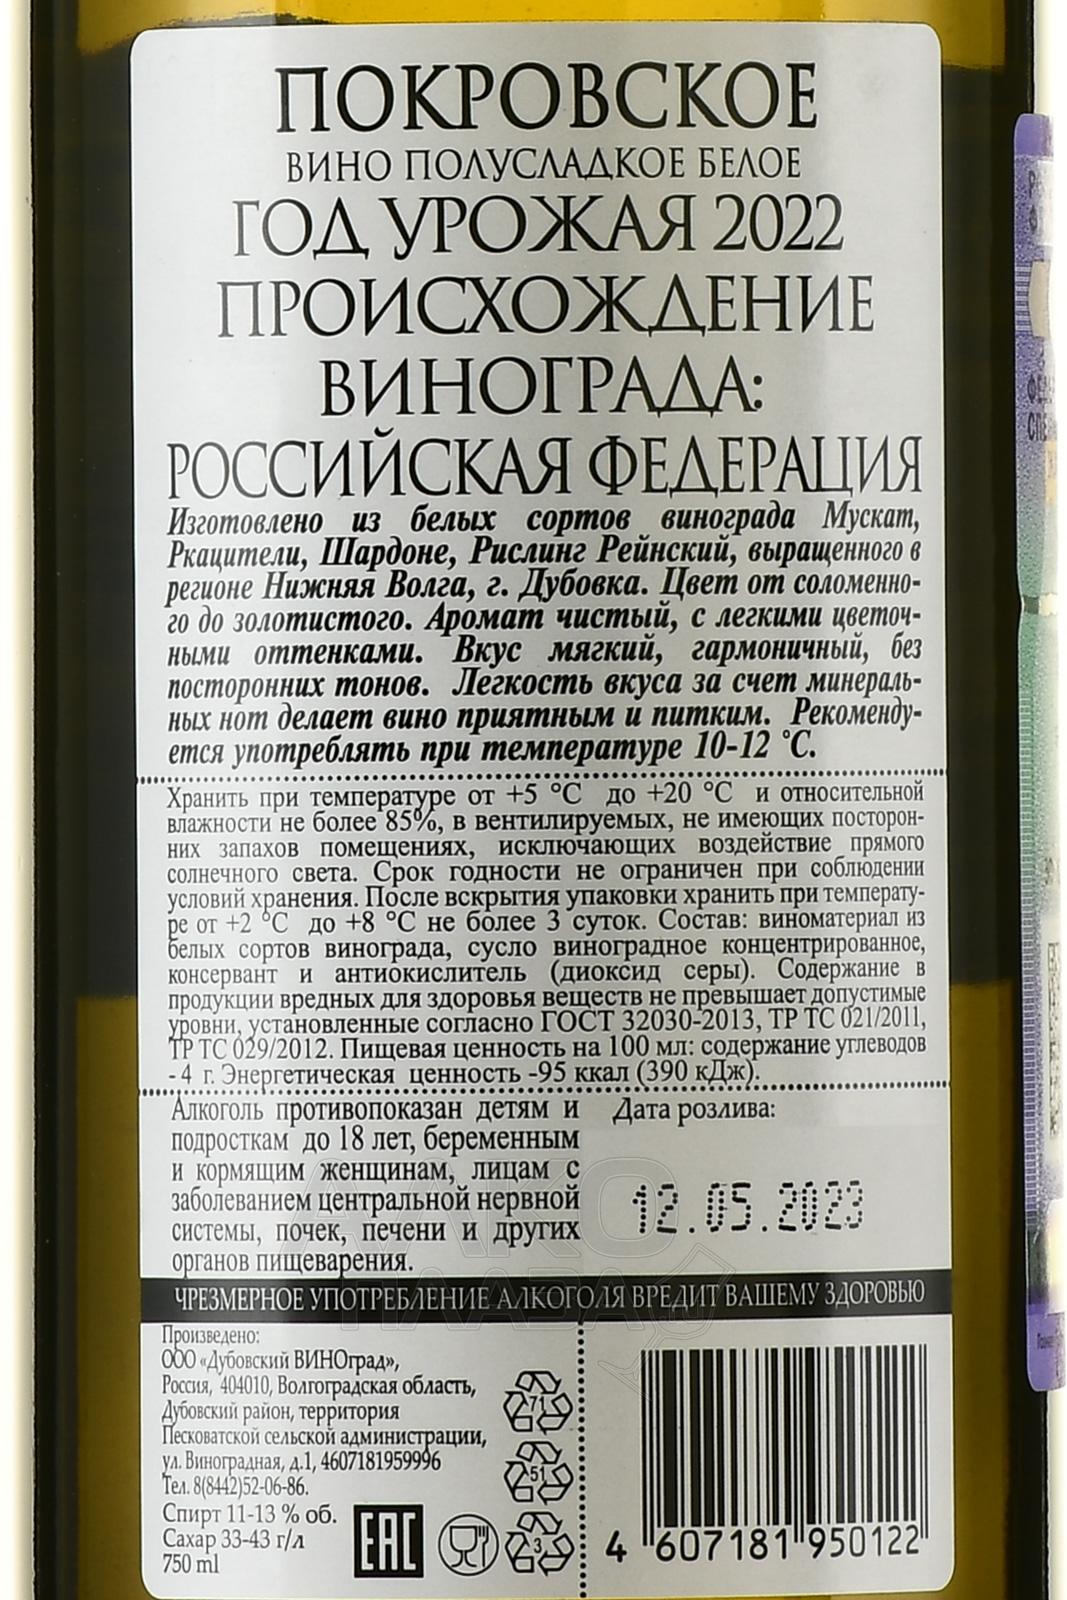 ПОКРОВСКОЕ
ВИНО ПОЛУСЛАДКОЕ БЕЛОЕ
ГОД УРОЖАЯ 2022
ПРОИСХОЖДЕНИЕ
ВИНОГРАДА:
РОССИЙСКАЯ ФЕДЕРАЦИЯ
Изготовлено из белых сортов винограда Мускат,
Ркацители, Шардоне, Рислинг Рейнский, выращенного в
регионе Нижняя Волга, г. Дубовка. Цвет от соломенно-
го до золотистого. Аромат чистый, с легкими цветоч-
ными оттенками. Вкус мягкий, гармоничный, без
посторонних тонов. Легкость вкуса за счет минераль-
ных нот делает вино приятным и питким. Рекоменду-
ется употреблять при температуре 10-12 °С.
Хранить при температуре от +5 °С до +20 °С и относительной
влажности не более 85%, в вентилируемых, не имеющих посторон-
них запахов помещениях, исключающих воздействие прямого
солнечного света. Срок годности не ограничен при соблюдении
условий хранения. После вскрытия упаковки хранить при температу-
ре от +2 °С до +8 °С не более 3 суток. Состав: виноматериал из
белых сортов винограда, сусло виноградное концентрированное,
консервант и антиокислитель (диоксид серы). Содержание в
продукции вредных для здоровья веществ не превышает допустимые
уровни, установленные согласно ГОСТ 32030-2013, ТР ТС 021/2011,
ТР ТС 029/2012. Пищевая ценность на 100 мл: содержание углеводов
- 4 г. Энергетическая ценность -95 ккал (390 кДж).
Алкоголь противопоказан детям и
подросткам до 18 лет, беременным
и кормящим женщинам, лицам с
заболеванием центральной нервной
системы, почек, печени и других
органов пищеварения.
Дата розлива:
12.05.2023
АЛКО
ПЛАЗА
ЧРЕЗМЕРНОЕ УПОТРЕБЛЕНИЕ АЛКОГОЛЯ ВРЕДИТ ВАШЕМУ ЗДОРОВЬЮ
Произведено:
ООО «Дубовский ВИНОград»,
Россия, 404010, Волгоградская область,
Дубовский район, территория
Песковатской сельской администрации,
ул. Виноградная, д.1, 4607181959996
Тел. 8(8442)52-06-86.
Спирт 11-13 % об.
Сахар 33-43 г/л
750 ml
EAC
71
51
3
4 607181 950122